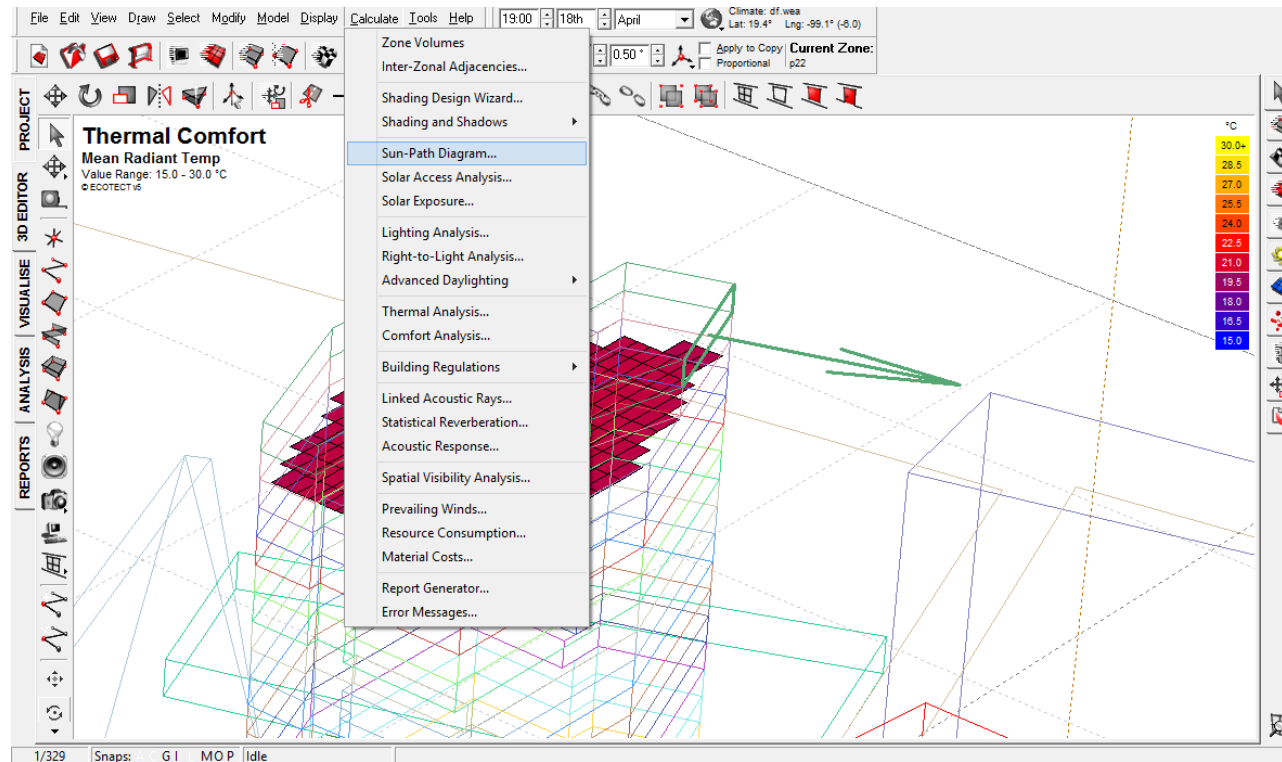 File Edit View Draw Select Modify Model Display Calculate Tools Help 19:00 18th April Climate: df.wea
Lat: 19.4° Lng: -99.1° (-6.0)
0.50 ° Apply to Copy Current Zone:
Proportional p22
PROJECT
3D EDITOR
VISUALISE
ANALYSIS
REPORTS
Thermal Comfort
Mean Radiant Temp
Value Range: 15.0 - 30.0 °C
© ECOTECT v5
Zone Volumes
Inter-Zonal Adjacencies...
Shading Design Wizard...
Shading and Shadows
Sun-Path Diagram...
Solar Access Analysis...
Solar Exposure...
Lighting Analysis...
Right-to-Light Analysis...
Advanced Daylighting
Thermal Analysis...
Comfort Analysis...
Building Regulations
Linked Acoustic Rays...
Statistical Reverberation...
Acoustic Response...
Spatial Visibility Analysis...
Prevailing Winds...
Resource Consumption...
Material Costs...
Report Generator...
Error Messages...
°C
30.0+
28.5
27.0
25.5
24.0
22.5
21.0
19.5
18.0
16.5
15.0
1/329 Snaps: A C G I L M O P Idle